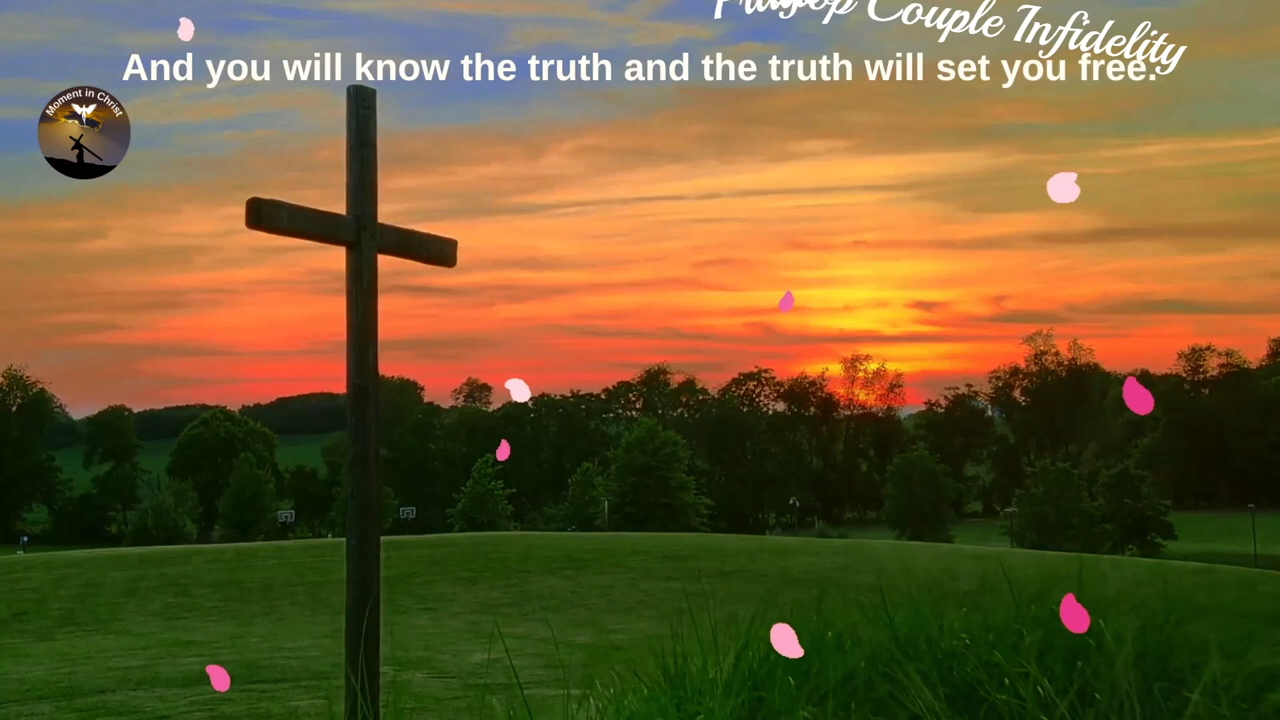 Couple Infidelity
And you will know the truth and the truth will set you free.
Moment in Christ